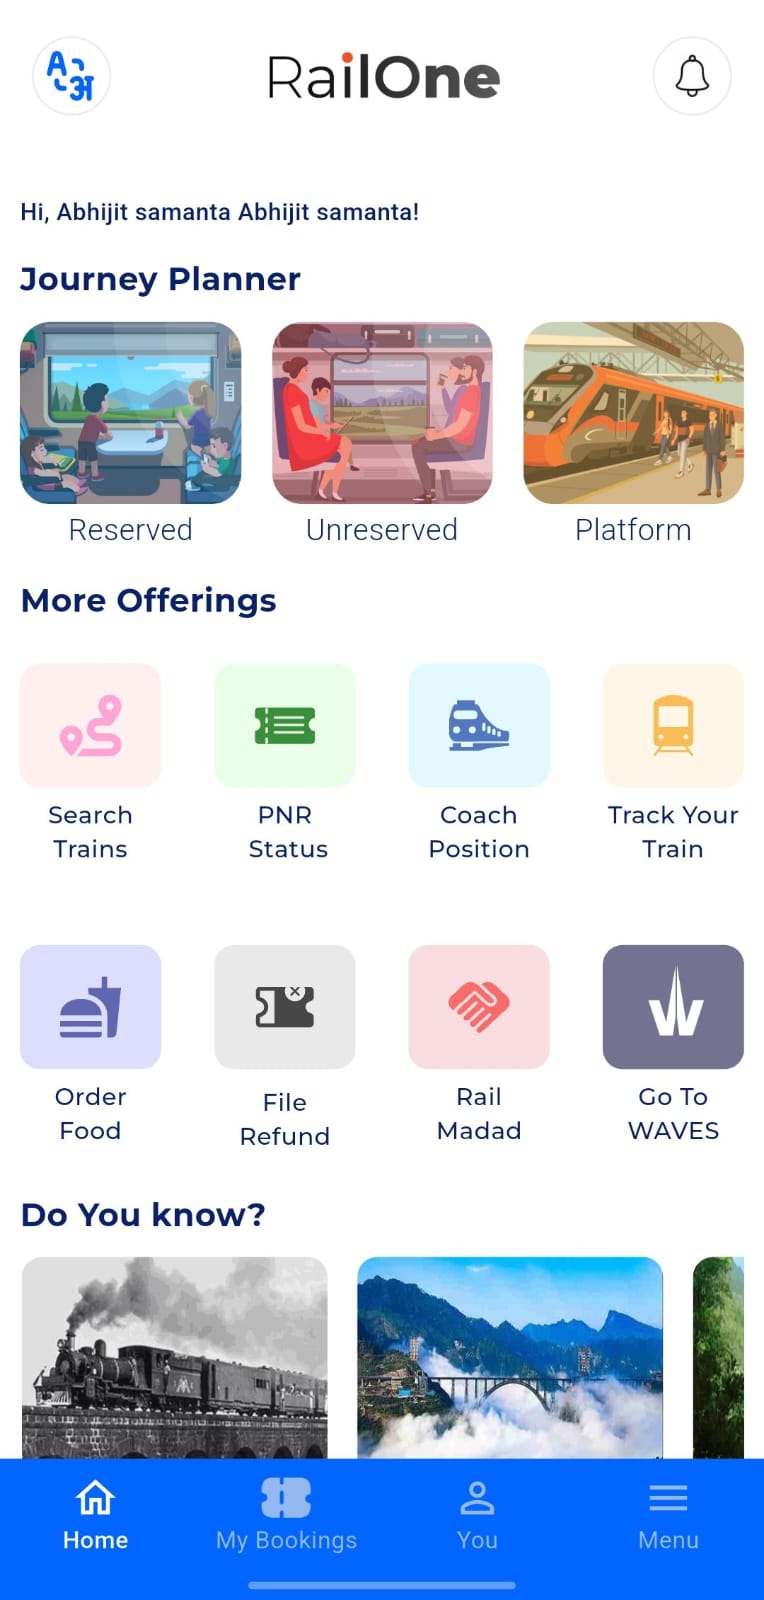 A
अ
RailOne
Hi, Abhijit samanta Abhijit samanta!
Journey Planner
Reserved
Unreserved
Platform
More Offerings
Search
Trains
PNR
Status
Coach
Position
Track Your
Train
Order
Food
File
Refund
Rail
Madad
Go To
WAVES
Do You know?
Home
My Bookings
You
Menu